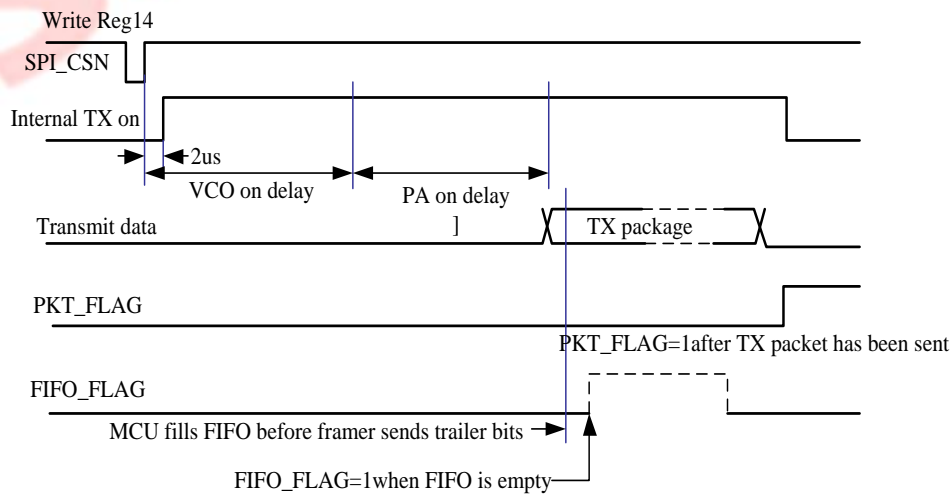 Write Reg14
SPI_CSN
Internal TX on
2us
VCO on delay
PA on delay
]
Transmit data
TX package
PKT_FLAG
PKT_FLAG=1after TX packet has been sent
FIFO_FLAG
MCU fills FIFO before framer sends trailer bits
FIFO_FLAG=1when FIFO is empty